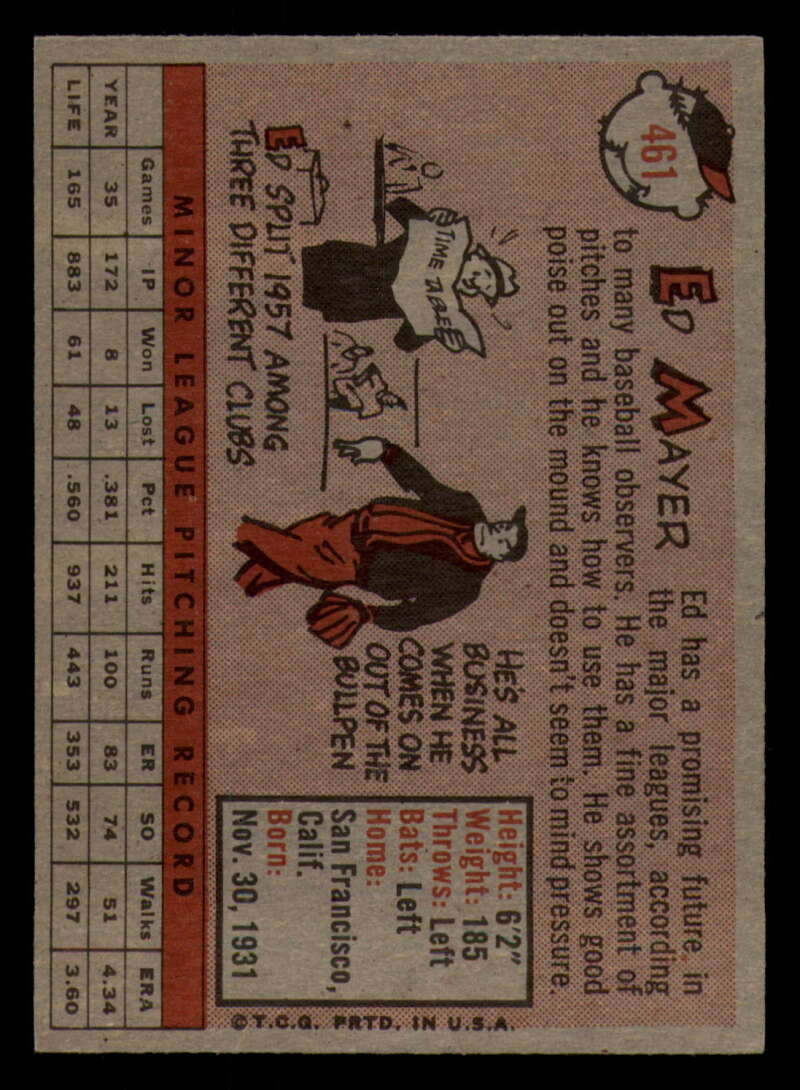 461
ED MAYER
Ed has a promising future, in
the major leagues, according
to many baseball observers. He has a fine assortment of
pitches and he knows how to use them. He shows good
poise out on the mound and doesn't seem to mind pressure.
TIME TABLE
ED SPLIT 1957 AMONG
THREE DIFFERENT CLUBS
HE'S ALL
BUSINESS
WHEN HE
COMES ON
OUT OF THE
BULLPEN
Height: 6'2"
Weight: 185
Throws: Left
Bats: Left
Home:
San Francisco,
Calif.
Born:
Nov. 30, 1931
©T.C.G. PRTD. IN U.S.A.
MINOR LEAGUE PITCHING RECORD
Games IP Won Lost Pct Hits Runs ER SO Walks ERA
YEAR 35 172 8 13 .381 211 100 83 74 51 4.34
LIFE 165 883 61 48 .560 937 443 353 532 297 3.60